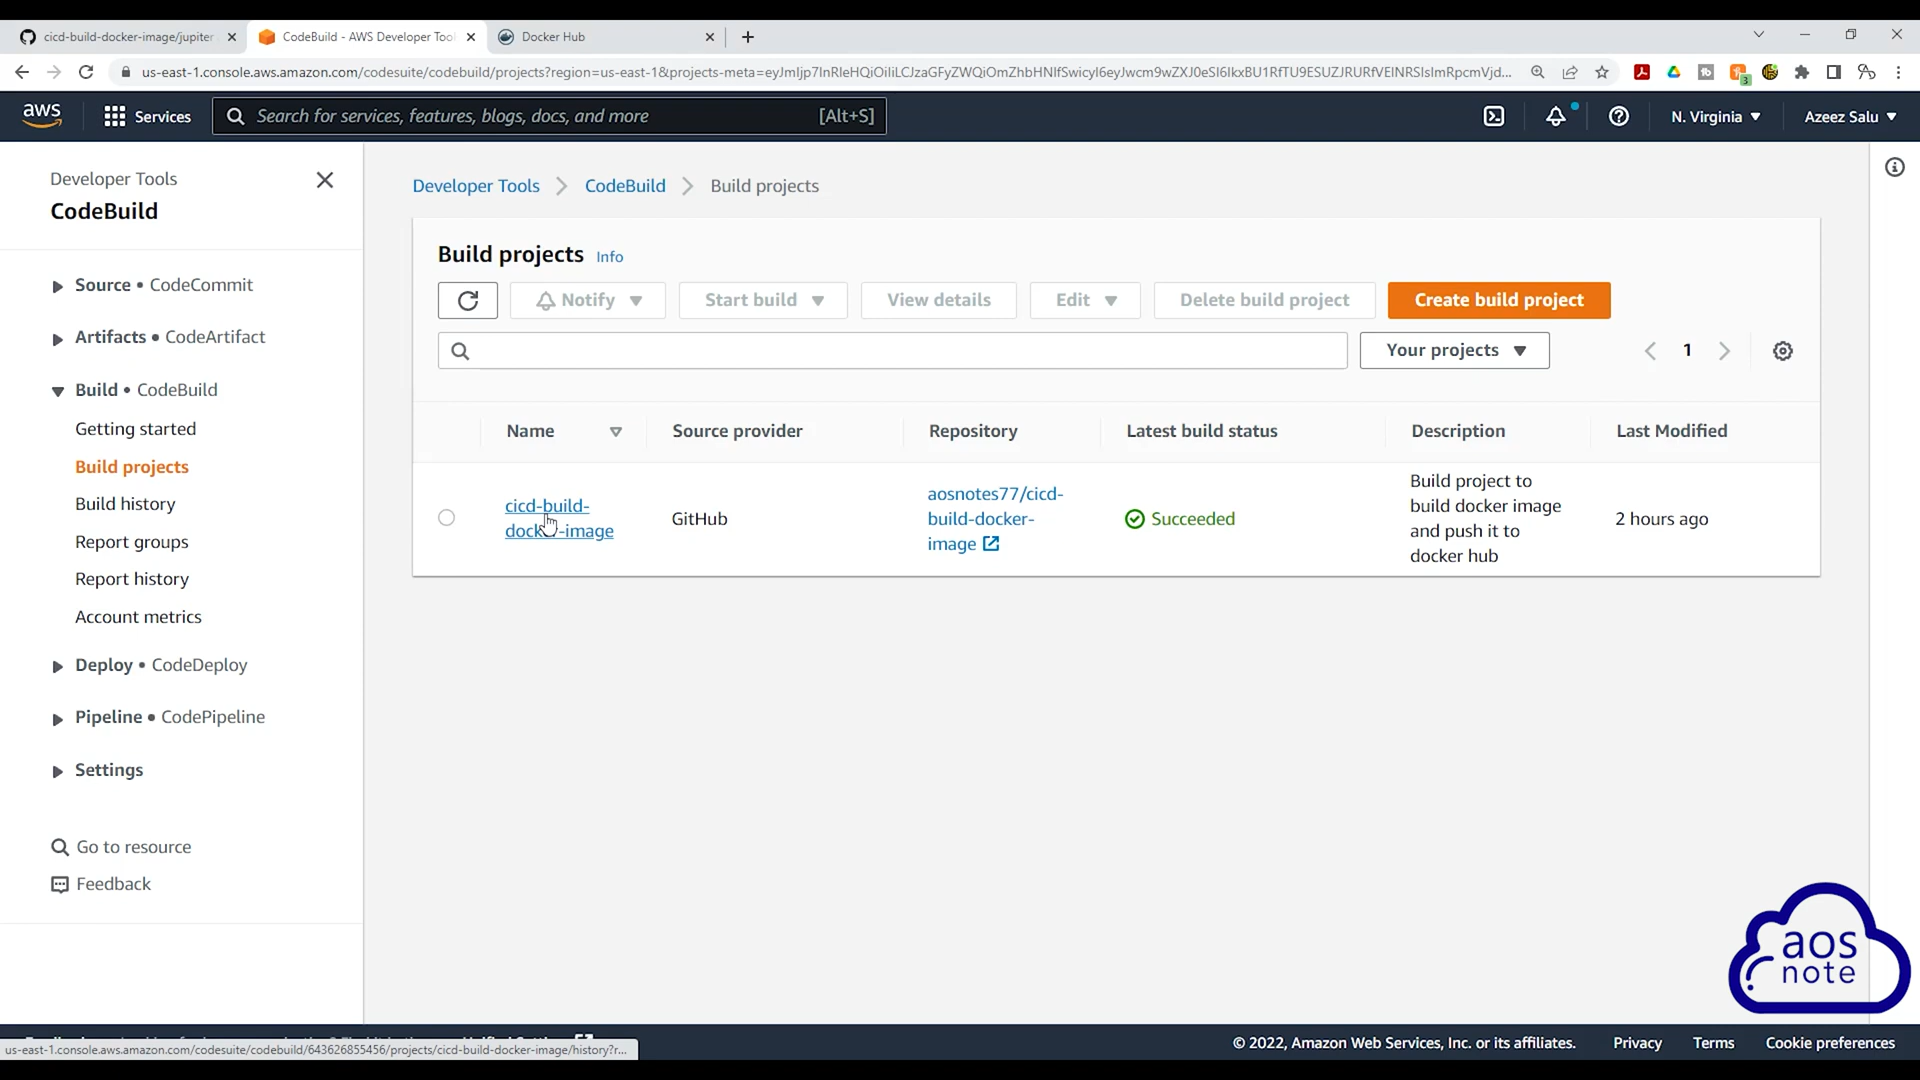 cicd-build-docker-image/jupiter
CodeBuild - AWS Developer Tool
Docker Hub
us-east-1.console.aws.amazon.com/codesuite/codebuild/projects?region=us-east-1&projects-meta=
aws
Services
Search for services, features, blogs, docs, and more
[Alt+S]
N. Virginia
Azeez Salu
Developer Tools
CodeBuild
Source • CodeCommit
Artifacts • CodeArtifact
Build • CodeBuild
Getting started
Build projects
Build history
Report groups
Report history
Account metrics
Deploy • CodeDeploy
Pipeline • CodePipeline
Settings
Go to resource
Feedback
Developer Tools
CodeBuild
Build projects
Build projects
Info
Notify
Start build
View details
Edit
Delete build project
Create build project
Your projects
1
Name
Source provider
Repository
Latest build status
Description
Last Modified
cicd-build-
docker-image
GitHub
aosnotes77/cicd-
build-docker-
image
Succeeded
Build project to
build docker image
and push it to
docker hub
2 hours ago
aos
note
us-east-1.console.aws.amazon.com/codesuite/codebuild/643626855456/projects/cicd-build-docker-image/history?r...
© 2022, Amazon Web Services, Inc. or its affiliates.
Privacy
Terms
Cookie preferences